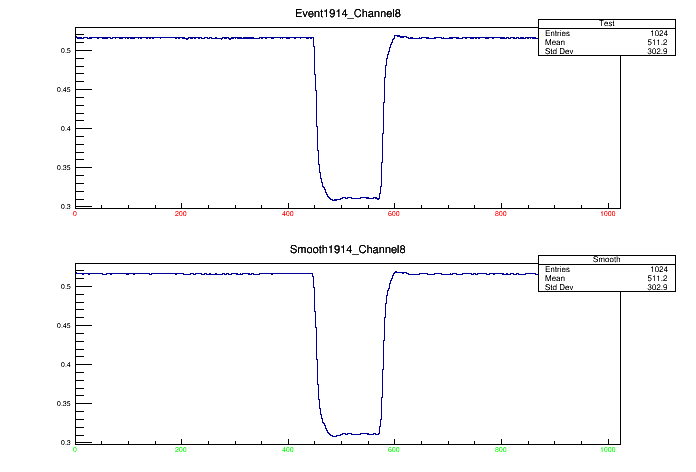 Event1914_Channel8
Test
Entries 1024
Mean 511.2
Std Dev 302.9
0.5
0.45
0.4
0.35
0.3
0 200 400 600 800 1000
Smooth1914_Channel8
Smooth
Entries 1024
Mean 511.2
Std Dev 302.9
0.5
0.45
0.4
0.35
0.3
0 200 400 600 800 1000